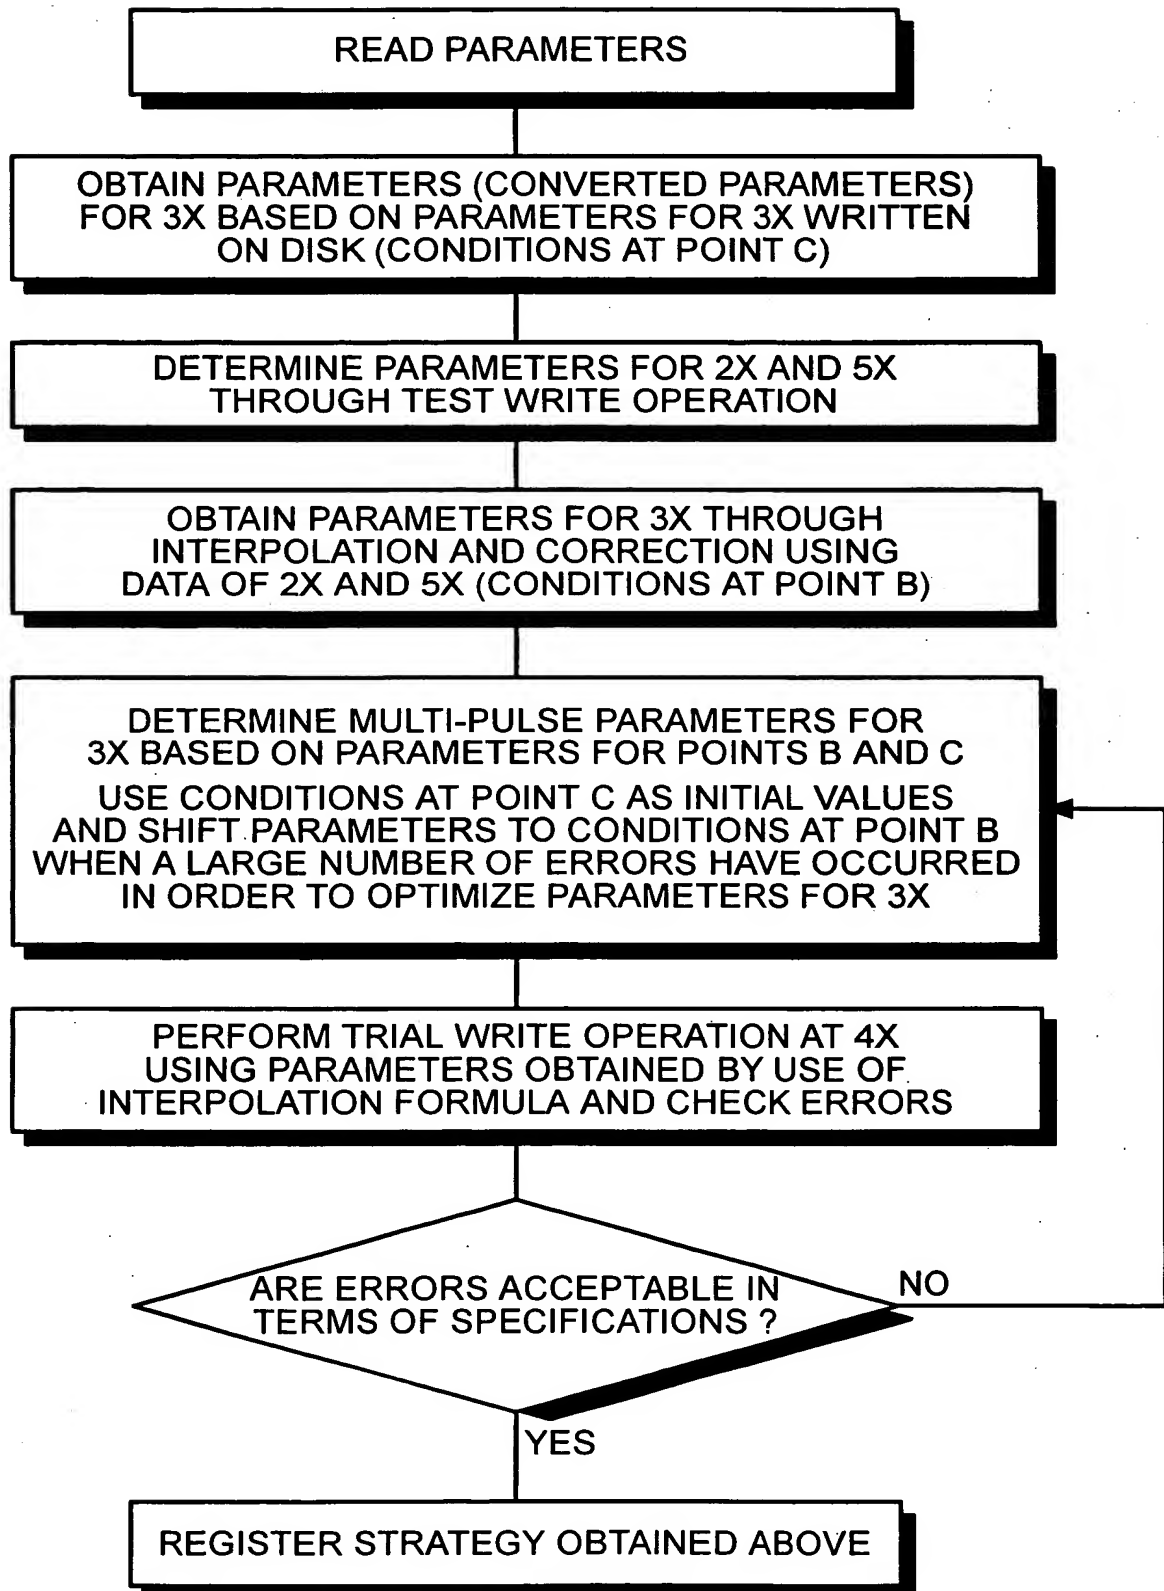 READ PARAMETERS
OBTAIN PARAMETERS (CONVERTED PARAMETERS)
FOR 3X BASED ON PARAMETERS FOR 3X WRITTEN
ON DISK (CONDITIONS AT POINT C)
DETERMINE PARAMETERS FOR 2X AND 5X
THROUGH TEST WRITE OPERATION
OBTAIN PARAMETERS FOR 3X THROUGH
INTERPOLATION AND CORRECTION USING
DATA OF 2X AND 5X (CONDITIONS AT POINT B)
DETERMINE MULTI-PULSE PARAMETERS FOR
3X BASED ON PARAMETERS FOR POINTS B AND C
USE CONDITIONS AT POINT C AS INITIAL VALUES
AND SHIFT PARAMETERS TO CONDITIONS AT POINT B
WHEN A LARGE NUMBER OF ERRORS HAVE OCCURRED
IN ORDER TO OPTIMIZE PARAMETERS FOR 3X
PERFORM TRIAL WRITE OPERATION AT 4X
USING PARAMETERS OBTAINED BY USE OF
INTERPOLATION FORMULA AND CHECK ERRORS
ARE ERRORS ACCEPTABLE IN
TERMS OF SPECIFICATIONS ?
NO
YES
REGISTER STRATEGY OBTAINED ABOVE